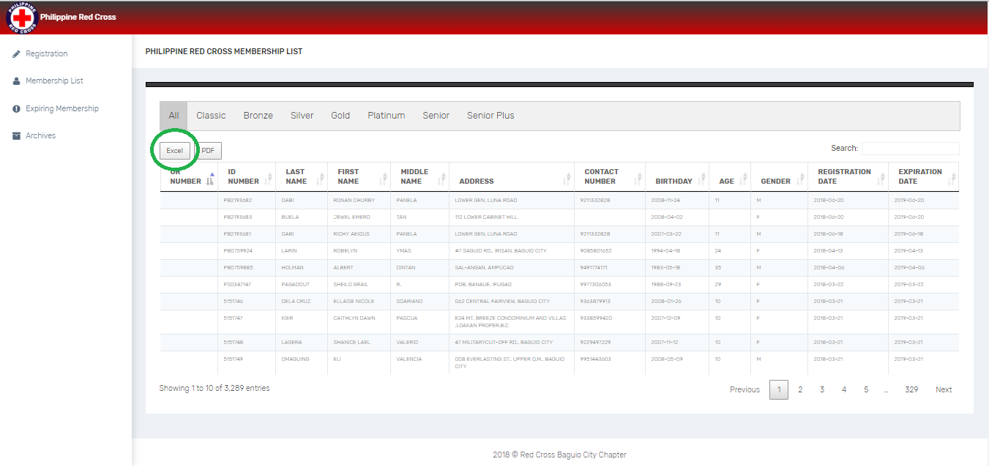 PHILIPPINE
RED CROSS
Philippine Red Cross
Registration
Membership List
Expiring Membership
Archives
PHILIPPINE RED CROSS MEMBERSHIP LIST
All Classic Bronze Silver Gold Platinum Senior Senior Plus
Excel PDF
Search:
OR NUMBER ID NUMBER LAST NAME FIRST NAME MIDDLE NAME ADDRESS CONTACT NUMBER BIRTHDAY AGE GENDER REGISTRATION DATE EXPIRATION DATE
PB2193682 GABI RONAN CHURBY PANELA LOWER GEN. LUNA ROAD 9211332828 2008-11-24 11 M 2018-06-20 2019-06-20
PB2193683 BUELA JEWEL EMERO TAN 112 LOWER CABINET HILL 2008-04-02 F 2018-06-20 2019-06-20
PB2193681 GABI RICHY AEIOUS PANELA LOWER GEN. LUNA ROAD 9211332828 2007-03-22 11 M 2018-06-18 2019-06-18
PB0759924 LARIN ROBELYN YMAS #7 SAGUID RD., IRISAN, BAGUIO CITY 9085801652 1994-04-18 24 F 2018-04-13 2019-04-13
PB0759885 HOLMAN ALBERT DINTAN SAL-ANGAN, AMPUCAO 9491774171 1983-05-18 35 M 2018-04-06 2019-04-06
PS0347147 PAGADDUT SHEILO GRAIL R. POB. BANAUE, IFUGAO 9977306053 1988-09-23 29 F 2018-03-22 2019-03-22
5151746 DELA CRUZ ELLAISE NICOLE SOARIANO 062 CENTRAL FAIRVIEW, BAGUIO CITY 9363879913 2008-01-26 10 F 2018-03-21 2019-03-21
5151747 KIER CAITHLYN DAWN PASCUA E24 MT. BREEZE CONDOMINIUM AND VILLAS ,LOAKAN PROPER,B.C 9338599420 2007-12-09 10 F 2018-03-21 2019-03-21
5151748 LAGERA SHANICE LAEL VALERIO 47 MILITARYCUT-OFF RD., BAGUIO CITY 9229497229 2007-11-12 10 F 2018-03-21 2019-03-21
5151749 OMAGUING ELI VALENCIA 008 EVERLASTING ST., UPPER Q.M., BAGUIO CITY 9951443603 2008-05-09 10 M 2018-03-21 2019-03-21
Showing 1 to 10 of 3,289 entries
Previous 1 2 3 4 5 … 329 Next
2018 © Red Cross Baguio City Chapter